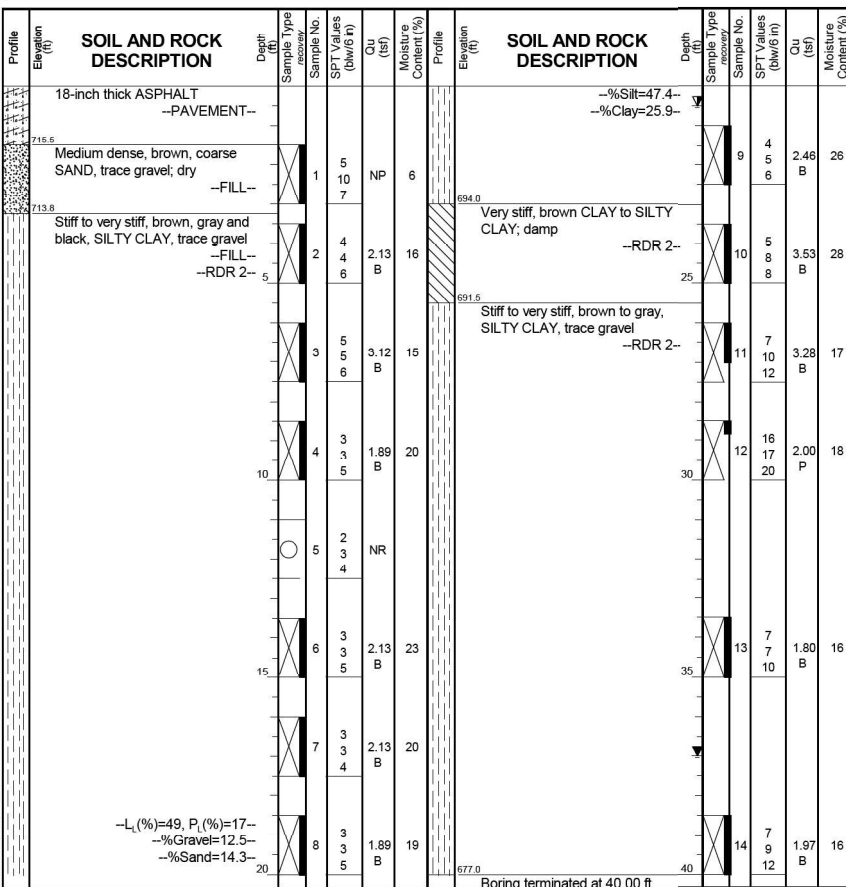 Profile
Elevation
(ft)
SOIL AND ROCK
DESCRIPTION
Depth
(ft)
Sample Type
recovery
Sample No.
SPT Values
(blw/6 in)
Qu
(tsf)
Moisture
Content (%)
18-inch thick ASPHALT
--PAVEMENT--
715.5
Medium dense, brown, coarse
SAND, trace gravel; dry
--FILL--
1
5
10
7
NP
6
713.8
Stiff to very stiff, brown, gray and
black, SILTY CLAY, trace gravel
--FILL--
--RDR 2--
5
2
4
4
6
2.13
B
16
3
5
5
6
3.12
B
15
10
4
3
3
5
1.89
B
20
5
2
3
4
NR
15
6
3
3
5
2.13
B
23
7
3
3
4
2.13
B
20
--LL(%)=49, PL(%)=17--
--%Gravel=12.5--
--%Sand=14.3--
20
8
3
3
5
1.89
B
19
Profile
Elevation
(ft)
SOIL AND ROCK
DESCRIPTION
Depth
(ft)
Sample Type
recovery
Sample No.
SPT Values
(blw/6 in)
Qu
(tsf)
Moisture
Content (%)
--%Silt=47.4--
--%Clay=25.9--
9
4
5
6
2.46
B
26
694.0
Very stiff, brown CLAY to SILTY
CLAY; damp
--RDR 2--
25
10
5
8
8
3.53
B
28
691.5
Stiff to very stiff, brown to gray,
SILTY CLAY, trace gravel
--RDR 2--
11
7
10
12
3.28
B
17
30
12
16
17
20
2.00
P
18
35
13
7
7
10
1.80
B
16
40
14
7
9
12
1.97
B
16
677.0
Boring terminated at 40.00 ft